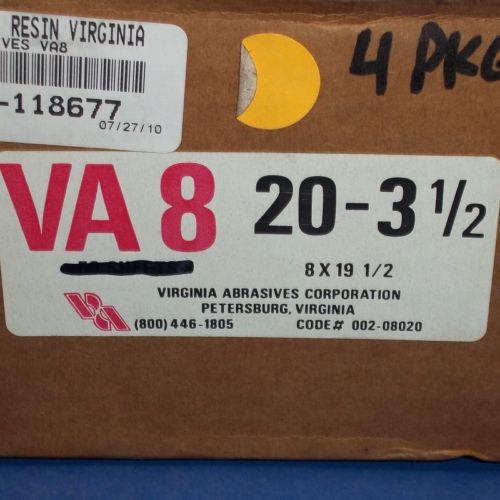 RESIN VIRGINIA
VES VA8
-118677
07/27/10
4 PKG
VA 8 20-3 1/2
8 X 19 1/2
VIRGINIA ABRASIVES CORPORATION
PETERSBURG, VIRGINIA
(800) 446-1805 CODE# 002-08020